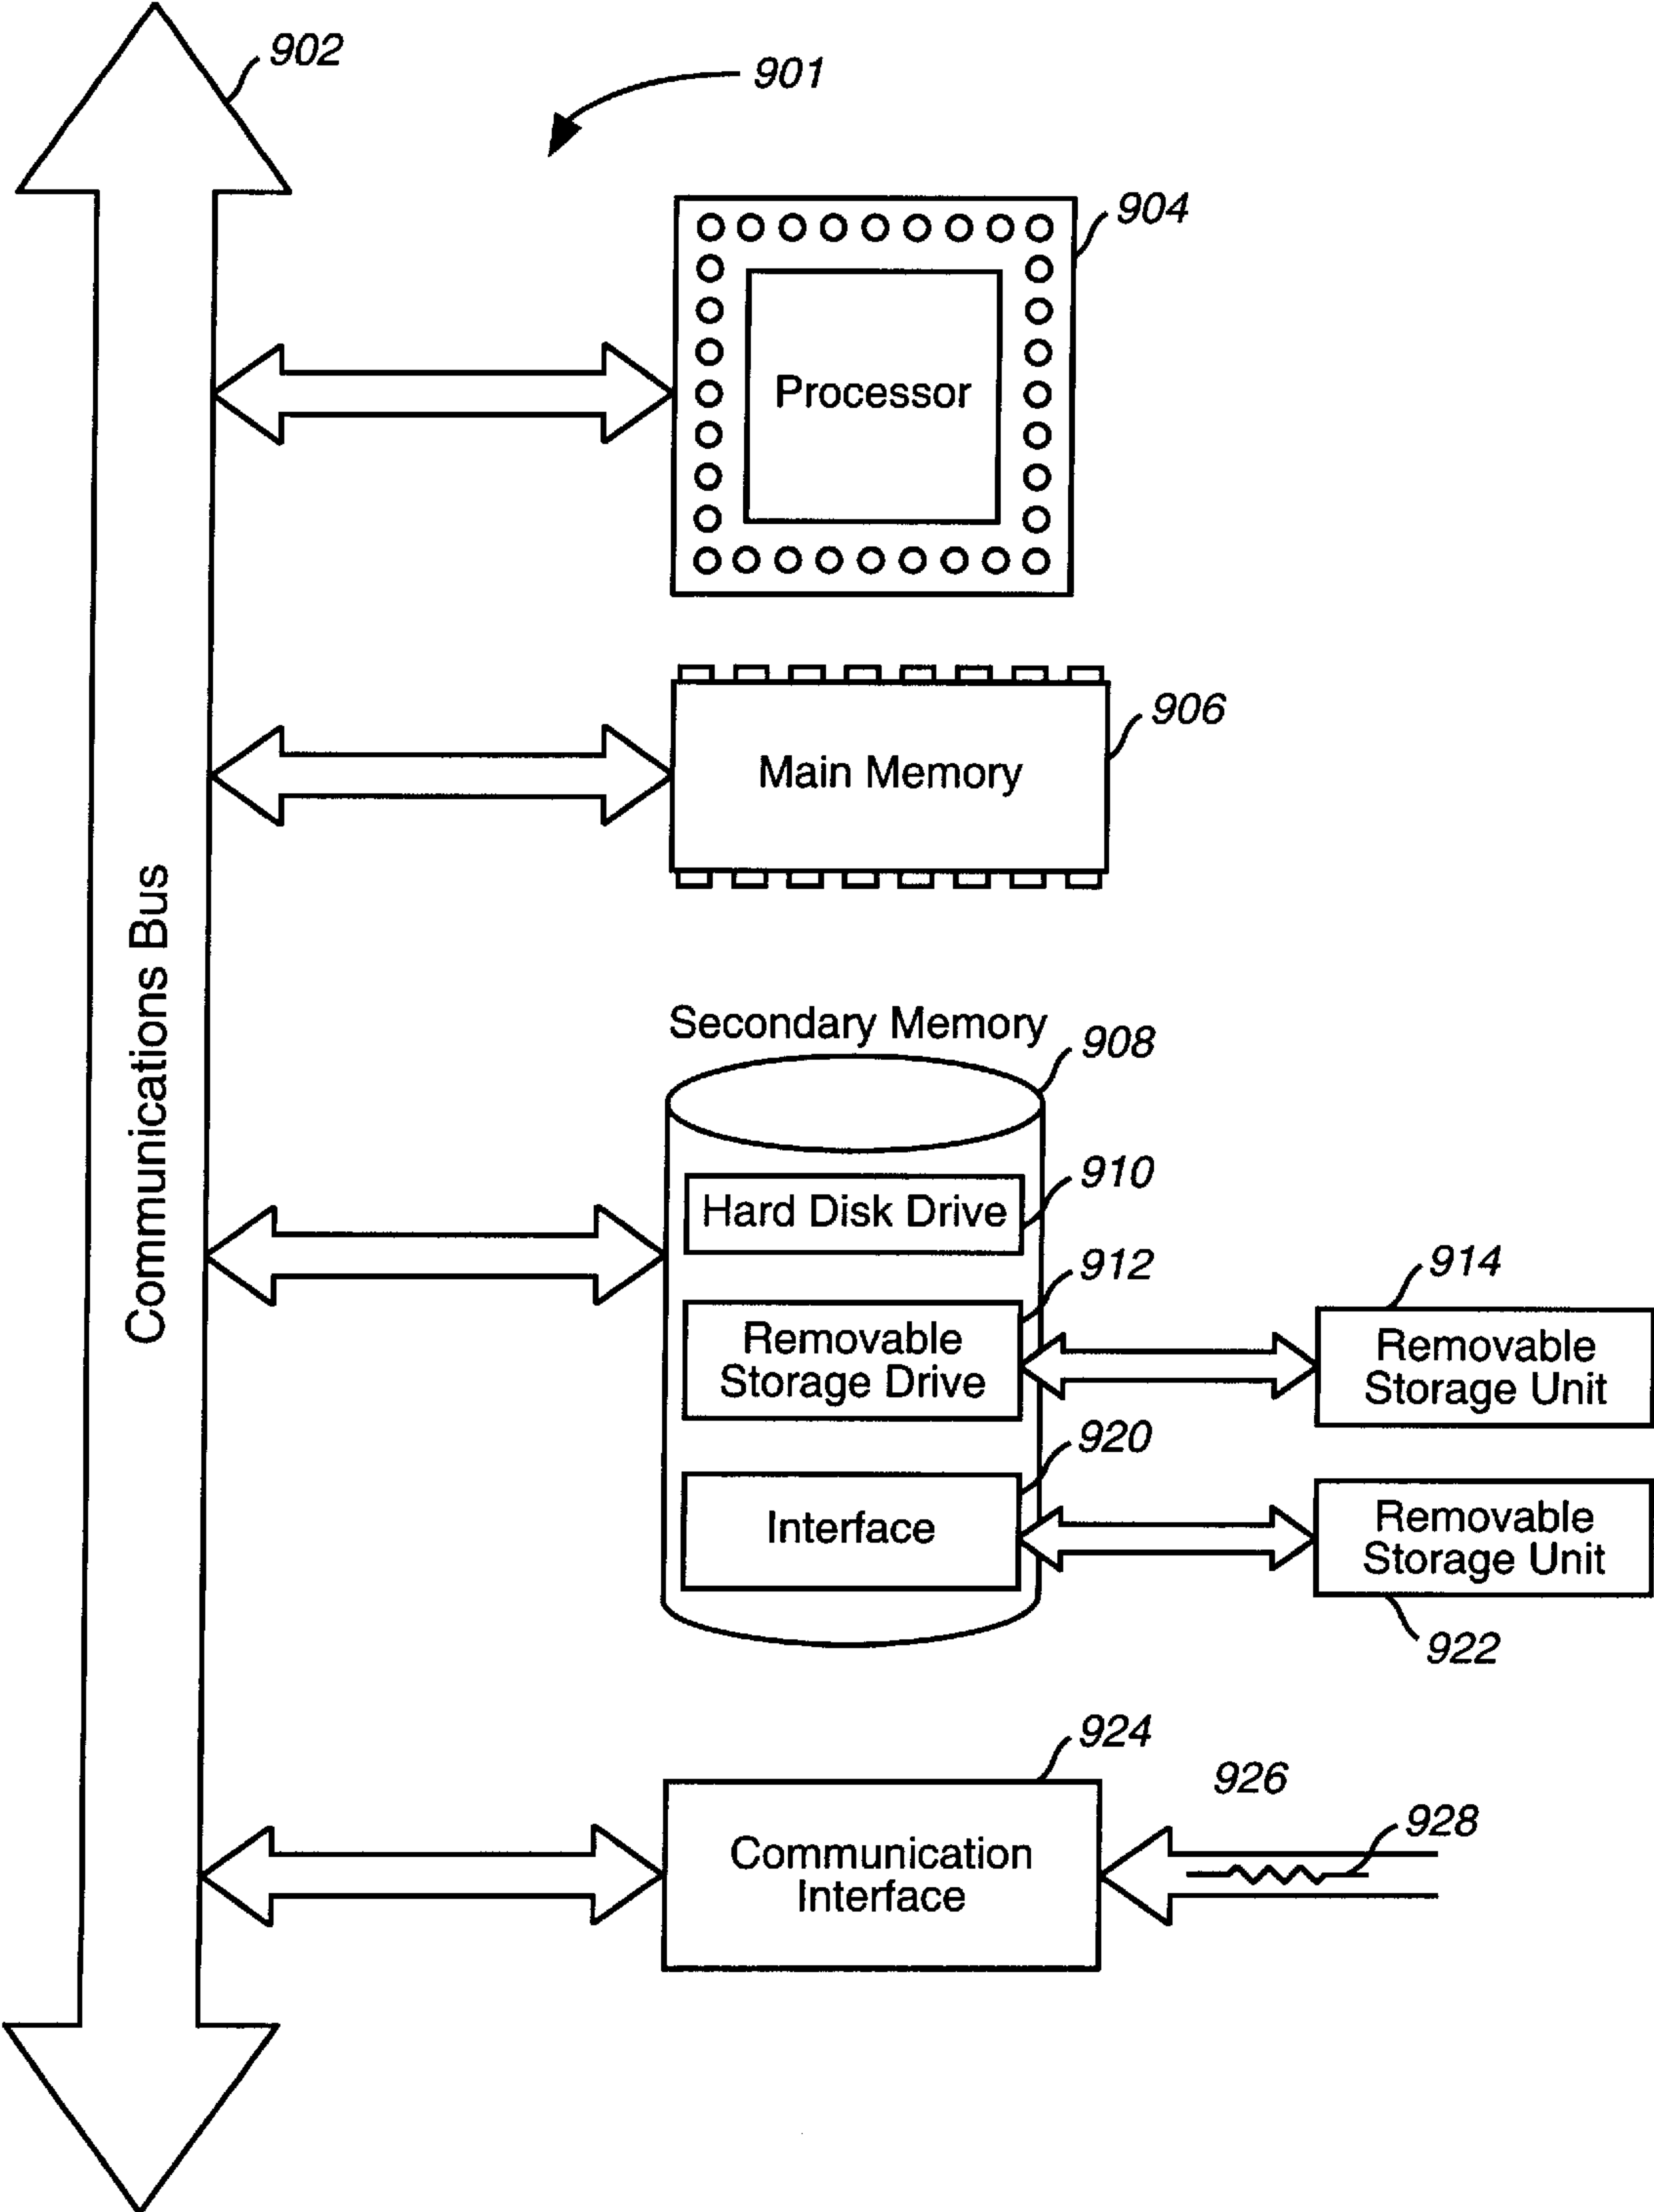 902
901
904
Processor
906
Main Memory
Communications Bus
Secondary Memory
908
910
Hard Disk Drive
912
914
Removable
Storage Drive
Removable
Storage Unit
920
Interface
Removable
Storage Unit
922
924
926
928
Communication
Interface